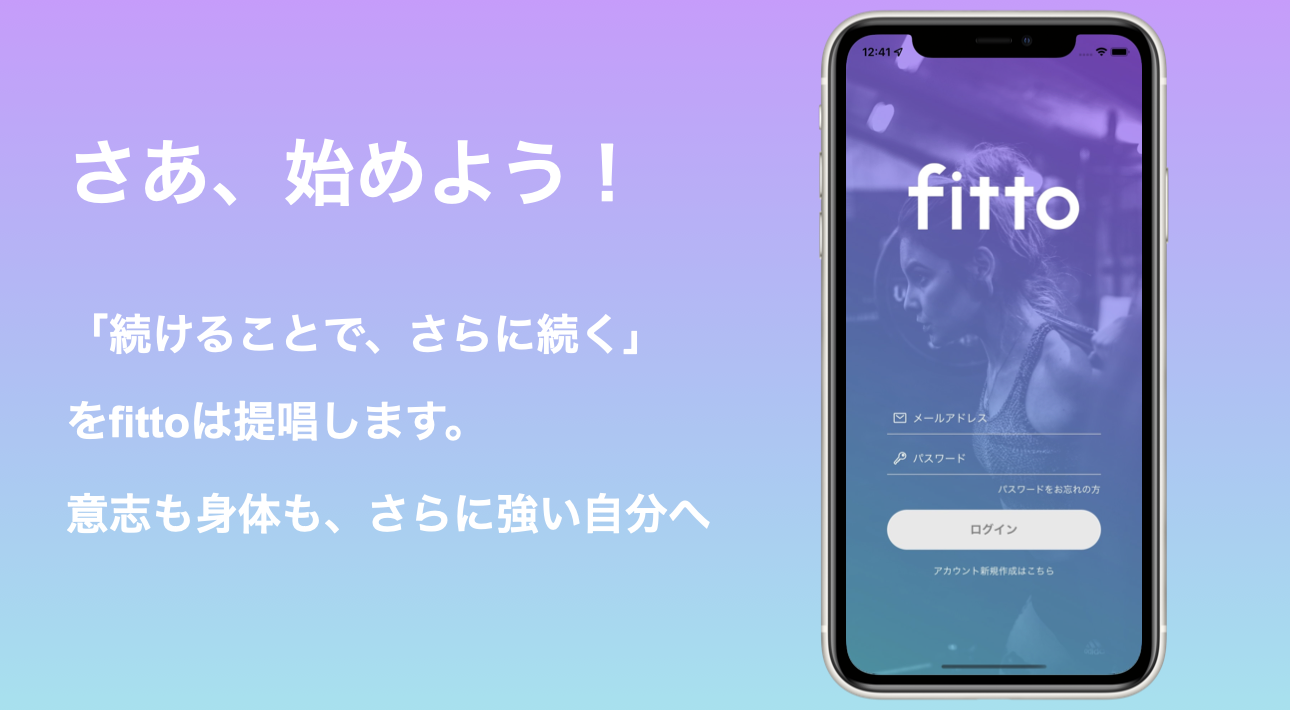 さあ、始めよう！
「続けることで、さらに続く」
をfittoは提唱します。
意志も身体も、さらに強い自分へ
12:41
fitto
メールアドレス
パスワード
パスワードをお忘れの方
ログイン
アカウント新規作成はこちら